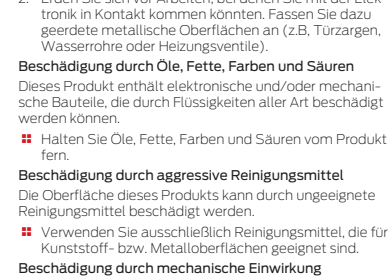 2. Erden Sie sich vor Arbeiten, bei denen Sie mit der Elek-
tronik in Kontakt kommen könnten. Fassen Sie dazu
geerdete metallische Oberflächen an (z.B, Türzargen,
Wasserrohre oder Heizungsventile).
Beschädigung durch Öle, Fette, Farben und Säuren
Dieses Produkt enthält elektronische und/oder mechani-
sche Bauteile, die durch Flüssigkeiten aller Art beschädigt
werden können.
Halten Sie Öle, Fette, Farben und Säuren vom Produkt
fern.
Beschädigung durch aggressive Reinigungsmittel
Die Oberfläche dieses Produkts kann durch ungeeignete
Reinigungsmittel beschädigt werden.
Verwenden Sie ausschließlich Reinigungsmittel, die für
Kunststoff- bzw. Metalloberflächen geeignet sind.
Beschädigung durch mechanische Einwirkung